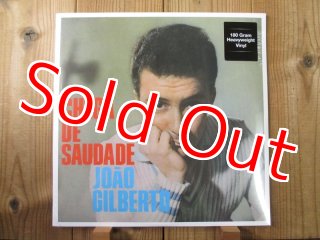 180 Gram
Heavyweight
Vinyl
DE
SAUDADE
JOÃO
GILBERTO
Sold Out